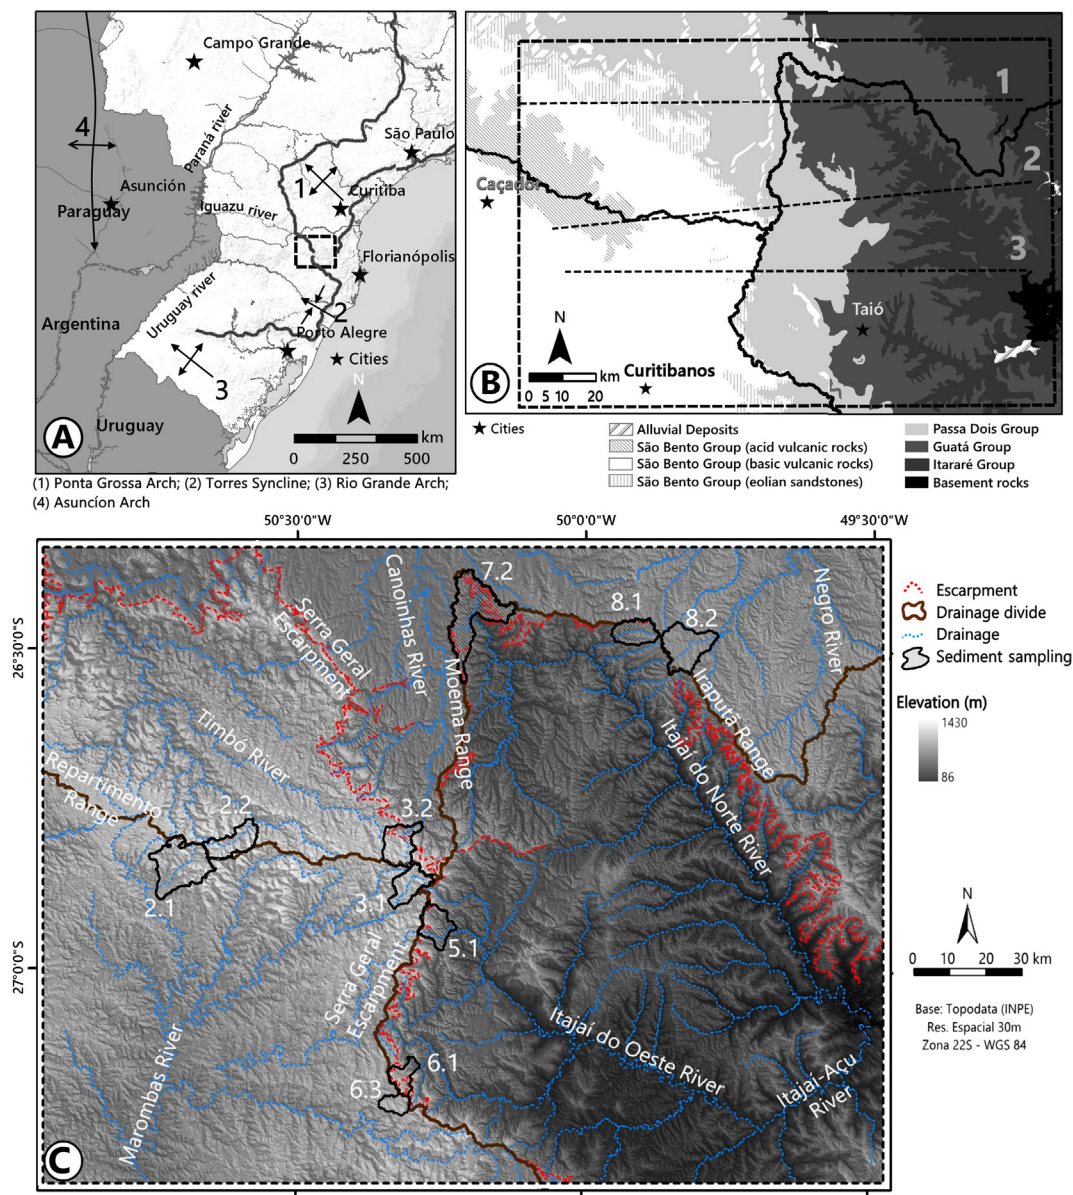 Campo Grande
Paraná river
4
São Paulo
Asunción
1
Curitiba
Paraguay
Iguazu river
Florianópolis
Uruguay river
2
Argentina
Porto Alegre
Cities
3
N
A
Uruguay
km
0 250 500
(1) Ponta Grossa Arch; (2) Torres Syncline; (3) Rio Grande Arch;
(4) Asuncíon Arch
1
2
Caçador
3
Taió
N
B
Curitibanos
km
0 5 10 20
Cities
Alluvial Deposits
São Bento Group (acid vulcanic rocks)
São Bento Group (basic vulcanic rocks)
São Bento Group (eolian sandstones)
Passa Dois Group
Guatá Group
Itararé Group
Basement rocks
50°30'0"W 50°0'0"W 49°30'0"W
26°30'0"S
27°0'0"S
Canoinhas River
7.2
8.1
8.2
Negro River
Serra Geral
Escarpment
Moema Range
Iraputã Range
Itajaí do Norte River
Timbó River
Repartimento
Range
2.2
3.2
2.1
3.1
5.1
Serra Geral
Escarpment
Itajaí do Oeste River
Marombas River
6.1
6.3
Itajaí-Açu
River
C
Escarpment
Drainage divide
Drainage
Sediment sampling
Elevation (m)
1430
86
N
0 10 20 30 km
Base: Topodata (INPE)
Res. Espacial 30m
Zona 22S - WGS 84